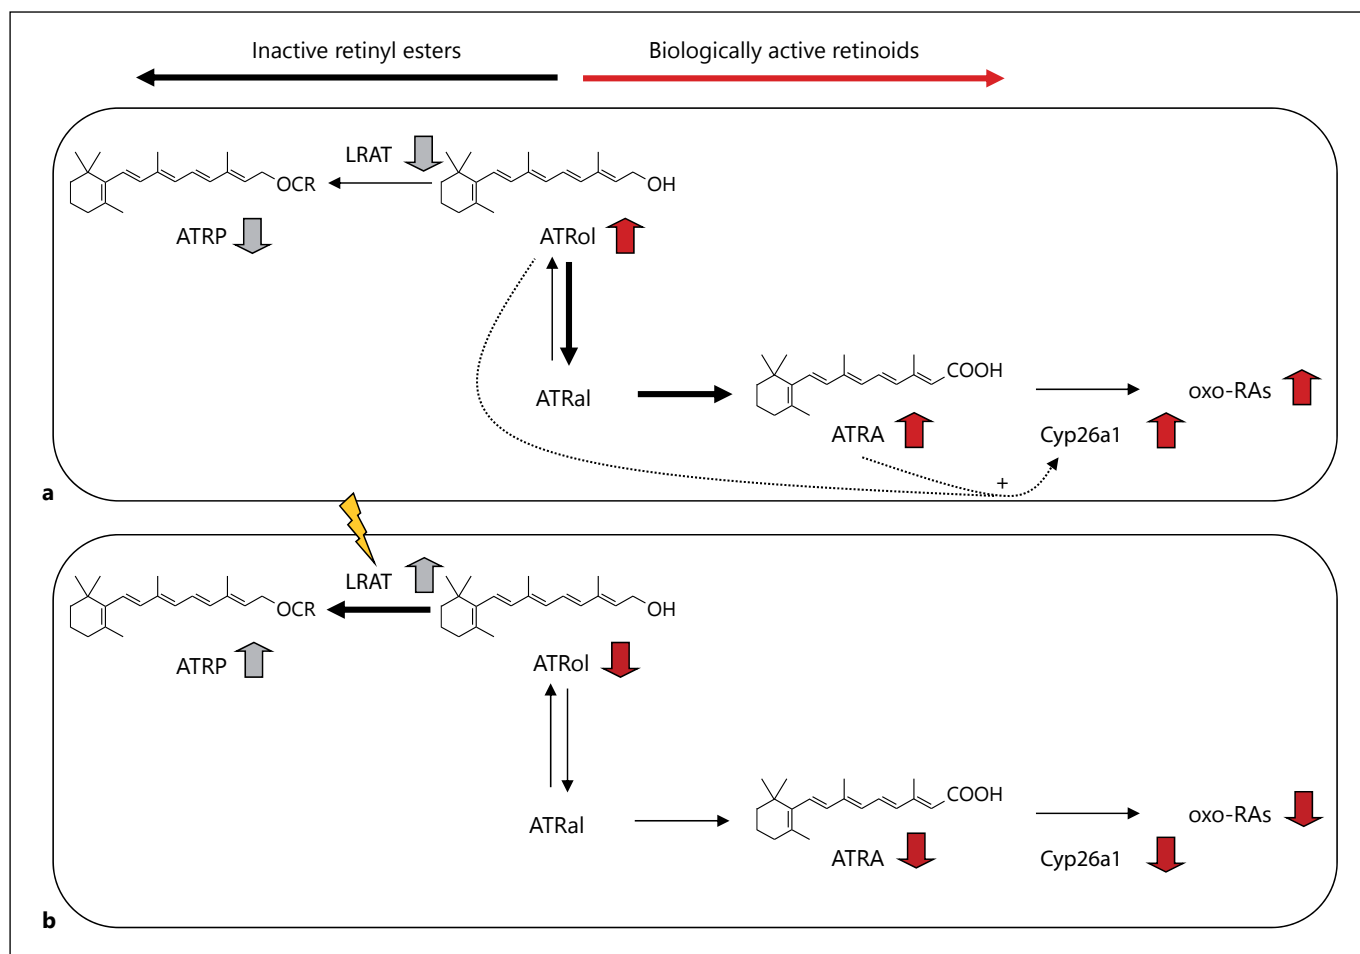 Inactive retinyl esters
Biologically active retinoids
LRAT
OCR
OH
ATRP
ATRol
ATRal
COOH
ATRA
oxo-RAs
Cyp26a1
+
a
LRAT
OCR
OH
ATRP
ATRol
ATRal
COOH
ATRA
oxo-RAs
Cyp26a1
b